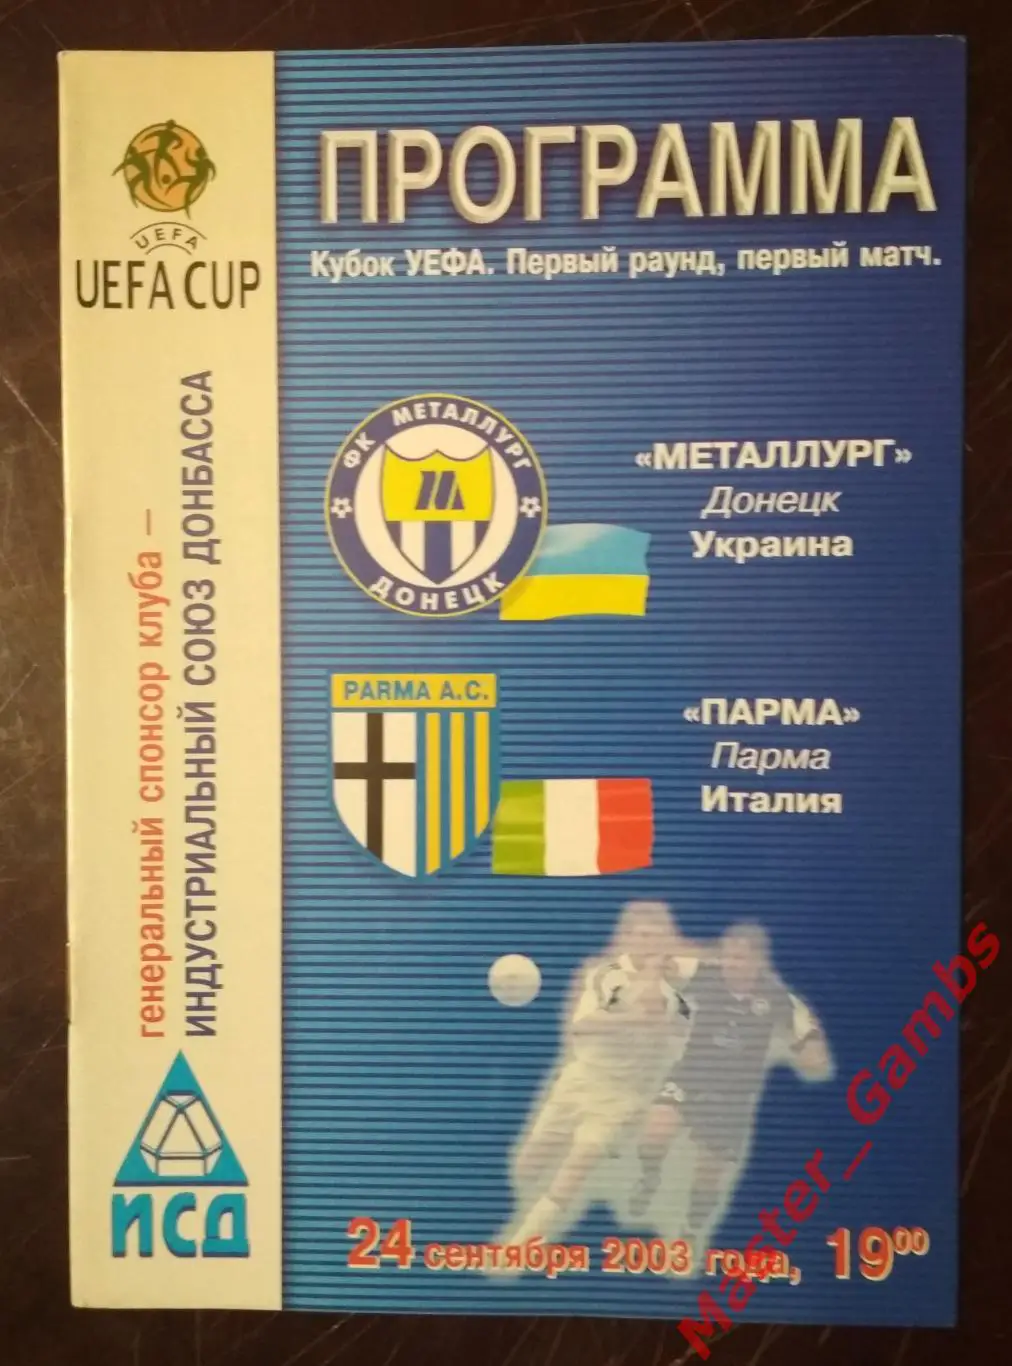 UEFA
UEFA CUP
генеральный спонсор клуба –
ИНДУСТРИАЛЬНЫЙ СОЮЗ ДОНБАССА
ИСД
ПРОГРАММА
Кубок УЕФА. Первый раунд, первый матч.
ФК МЕТАЛЛУРГ
ДОНЕЦК
«МЕТАЛЛУРГ»
Донецк
Украина
PARMA A.C.
«ПАРМА»
Парма
Италия
24 сентября 2003 года, 19⁰⁰
Master_Gambs